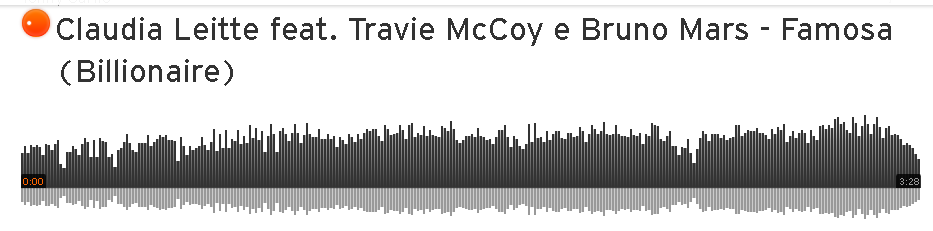 Claudia Leitte feat. Travie McCoy e Bruno Mars - Famosa
(Billionaire)
0:00
3:28